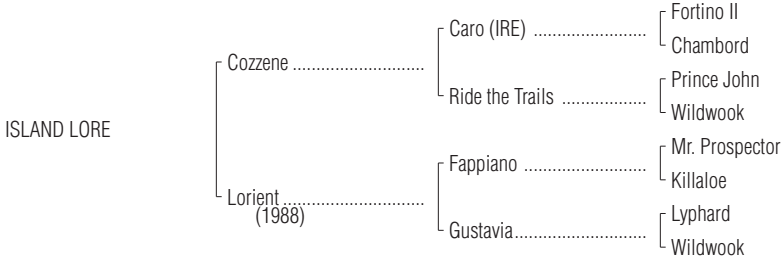 Fortino II
Caro (IRE) ..............................
Chambord
Cozzene ...................................
Prince John
Ride the Trails .......................
Wildwook
ISLAND LORE
Mr. Prospector
Fappiano ................................
Killaloe
Lorient .....................................
(1988)
Lyphard
Gustavia...................................
Wildwook